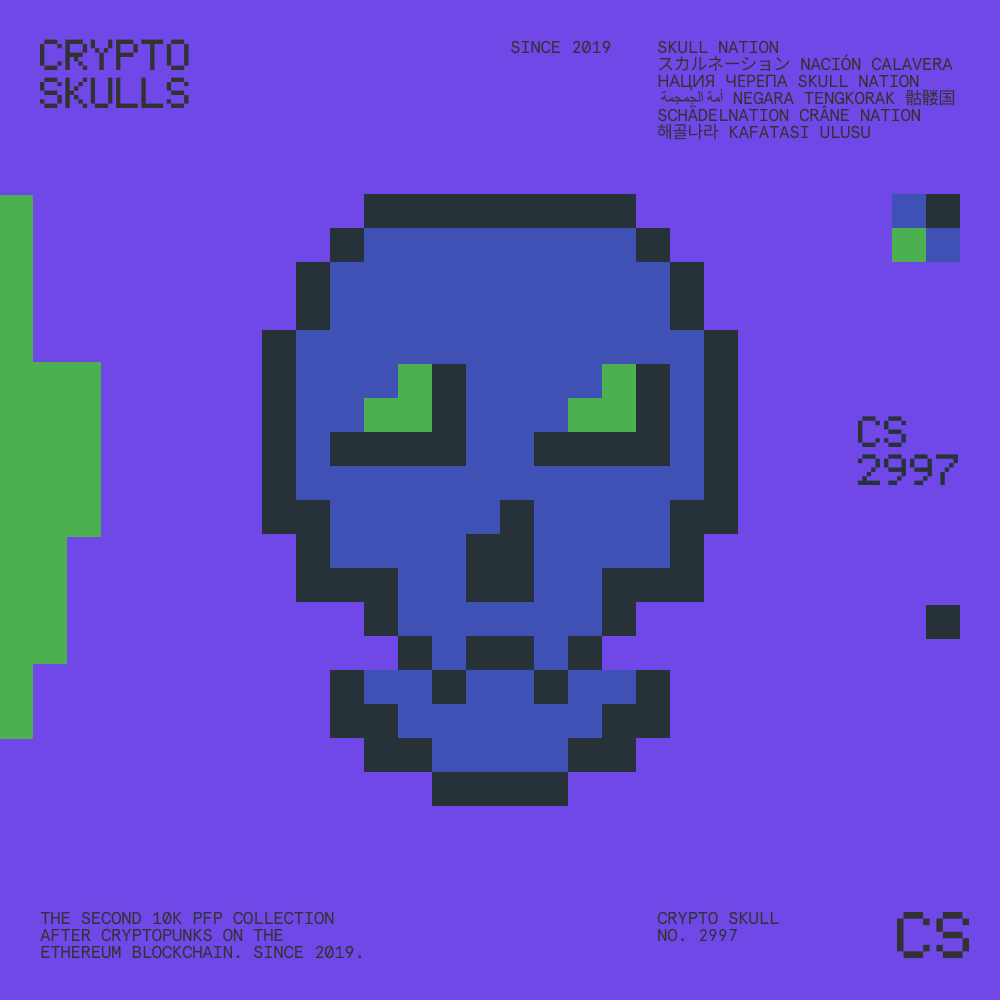 CRYPTO
SKULLS
SINCE 2019
SKULL NATION
スカルネーション NACIÓN CALAVERA
НАЦИЯ ЧЕРЕПА SKULL NATION
أمة الجمجمة NEGARA TENGKORAK 骷髅国
SCHÄDELNATION CRÂNE NATION
해골나라 KAFATASI ULUSU
CS
2997
THE SECOND 10K PFP COLLECTION
AFTER CRYPTOPUNKS ON THE
ETHEREUM BLOCKCHAIN. SINCE 2019.
CRYPTO SKULL
NO. 2997
CS